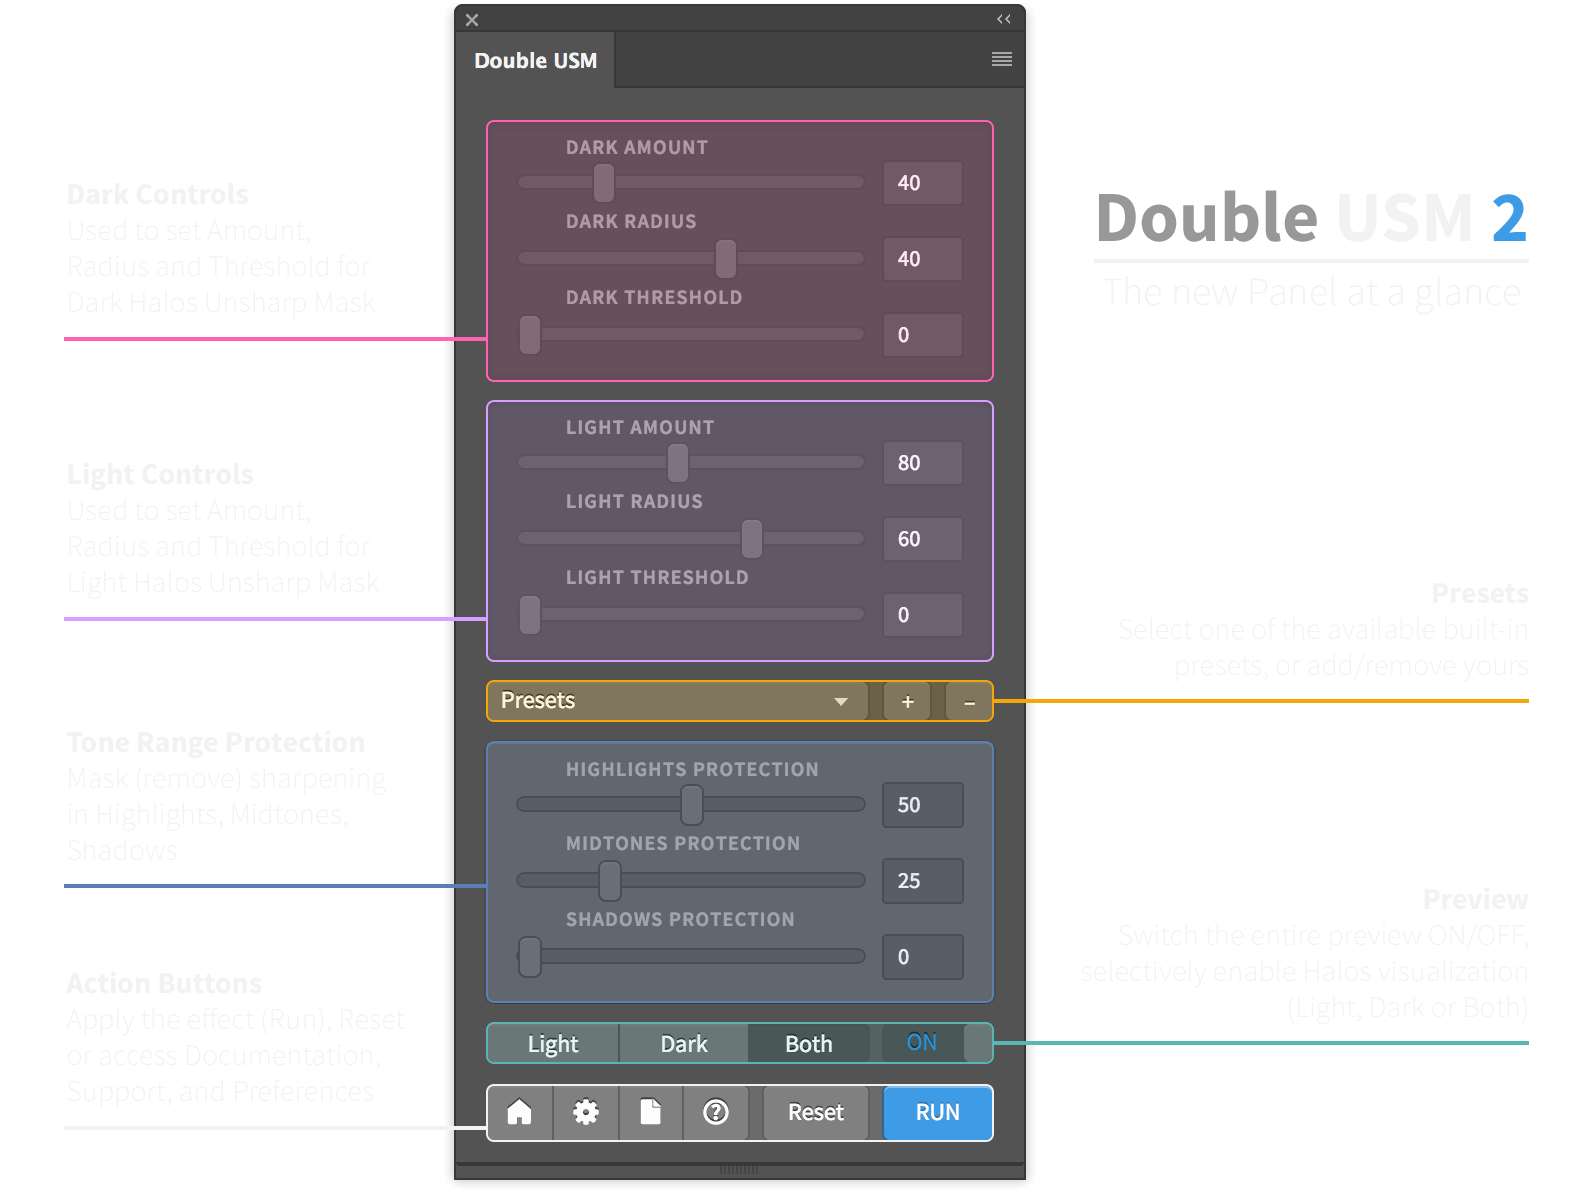 Double USM
DARK AMOUNT
40
DARK RADIUS
40
DARK THRESHOLD
0
LIGHT AMOUNT
80
LIGHT RADIUS
60
LIGHT THRESHOLD
0
Presets
+
–
HIGHLIGHTS PROTECTION
50
MIDTONES PROTECTION
25
SHADOWS PROTECTION
0
Light
Dark
Both
ON
Reset
RUN
Dark Controls
Used to set Amount,
Radius and Threshold for
Dark Halos Unsharp Mask
Light Controls
Used to set Amount,
Radius and Threshold for
Light Halos Unsharp Mask
Tone Range Protection
Mask (remove) sharpening
in Highlights, Midtones,
Shadows
Action Buttons
Apply the effect (Run), Reset
or access Documentation,
Support, and Preferences
Double USM 2
The new Panel at a glance
Presets
Select one of the available built-in
presets, or add/remove yours
Preview
Switch the entire preview ON/OFF,
selectively enable Halos visualization
(Light, Dark or Both)